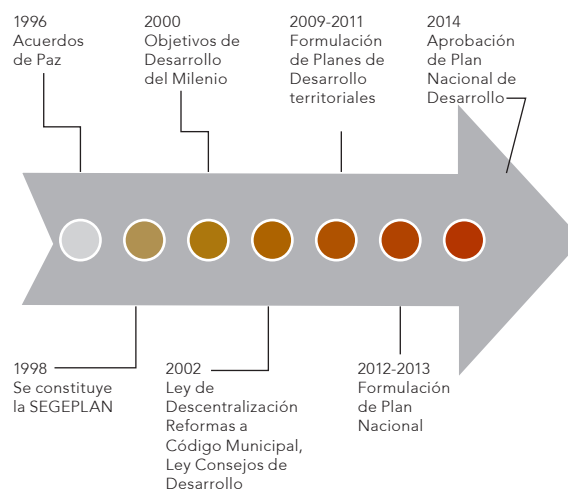 1996
Acuerdos
de Paz
2000
Objetivos de
Desarrollo
del Milenio
2009-2011
Formulación
de Planes de
Desarrollo
territoriales
2014
Aprobación
de Plan
Nacional de
Desarrollo
1998
Se constituye
la SEGEPLAN
2002
Ley de
Descentralización
Reformas a
Código Municipal,
Ley Consejos de
Desarrollo
2012-2013
Formulación
de Plan
Nacional